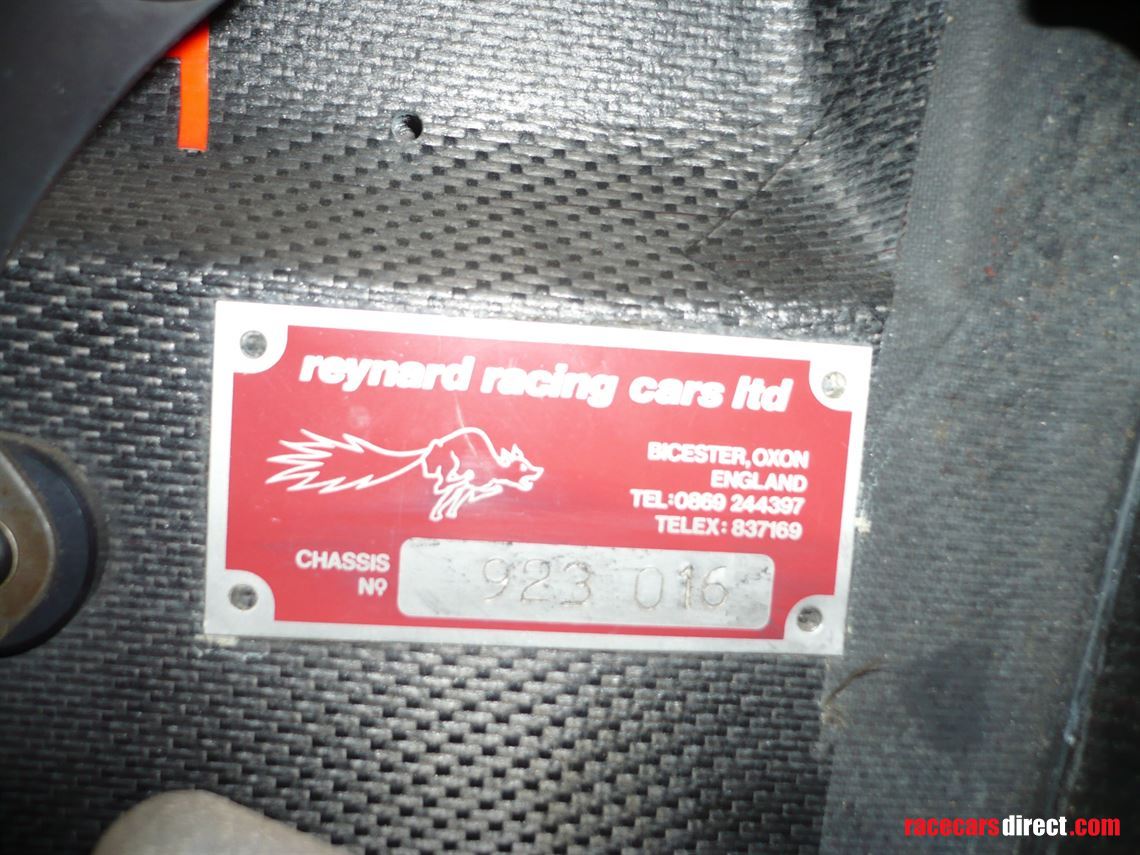 reynard racing cars ltd
BICESTER, OXON
ENGLAND
TEL: 0869 244397
TELEX: 837169
CHASSIS
Nº
923 016
racecarsdirect.com